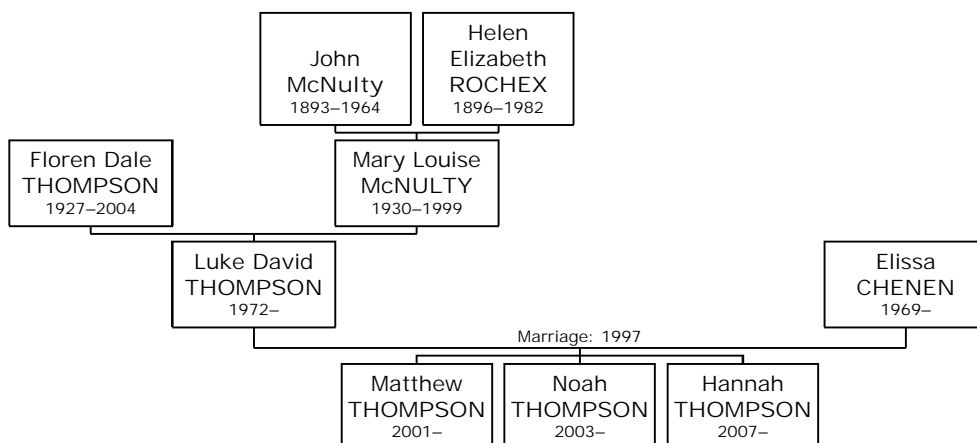 John
McNulty
1893–1964
Helen
Elizabeth
ROCHEX
1896–1982
Floren Dale
THOMPSON
1927–2004
Mary Louise
McNULTY
1930–1999
Luke David
THOMPSON
1972–
Elissa
CHENEN
1969–
Marriage: 1997
Matthew
THOMPSON
2001–
Noah
THOMPSON
2003–
Hannah
THOMPSON
2007–